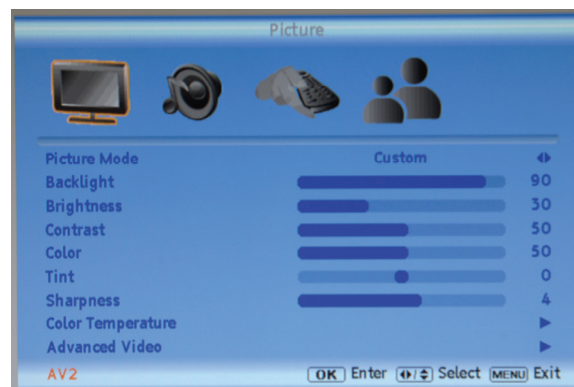 Picture
Picture Mode Custom
Backlight 90
Brightness 30
Contrast 50
Color 50
Tint 0
Sharpness 4
Color Temperature
Advanced Video
AV2 OK Enter Select MENU Exit